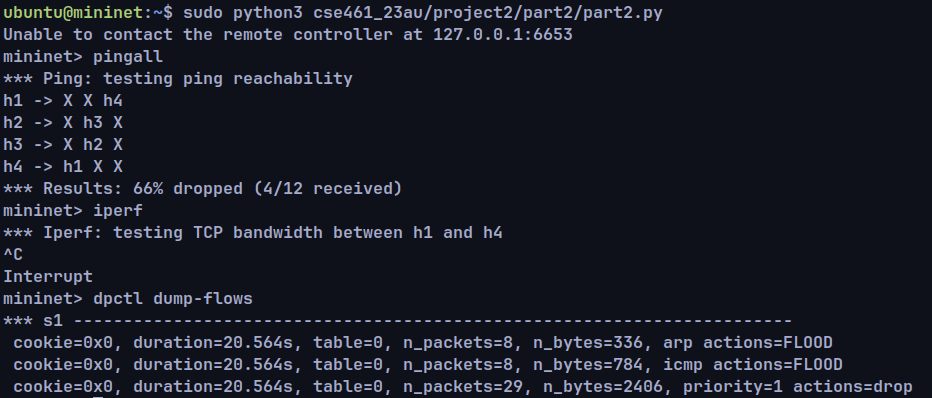 ubuntu@mininet:~$ sudo python3 cse461_23au/project2/part2/part2.py
Unable to contact the remote controller at 127.0.0.1:6653
mininet> pingall
*** Ping: testing ping reachability
h1 -> X X h4
h2 -> X h3 X
h3 -> X h2 X
h4 -> h1 X X
*** Results: 66% dropped (4/12 received)
mininet> iperf
*** Iperf: testing TCP bandwidth between h1 and h4
^C
Interrupt
mininet> dpctl dump-flows
*** s1 ------------------------------------------------------------------------
 cookie=0x0, duration=20.564s, table=0, n_packets=8, n_bytes=336, arp actions=FLOOD
 cookie=0x0, duration=20.564s, table=0, n_packets=8, n_bytes=784, icmp actions=FLOOD
 cookie=0x0, duration=20.564s, table=0, n_packets=29, n_bytes=2406, priority=1 actions=drop